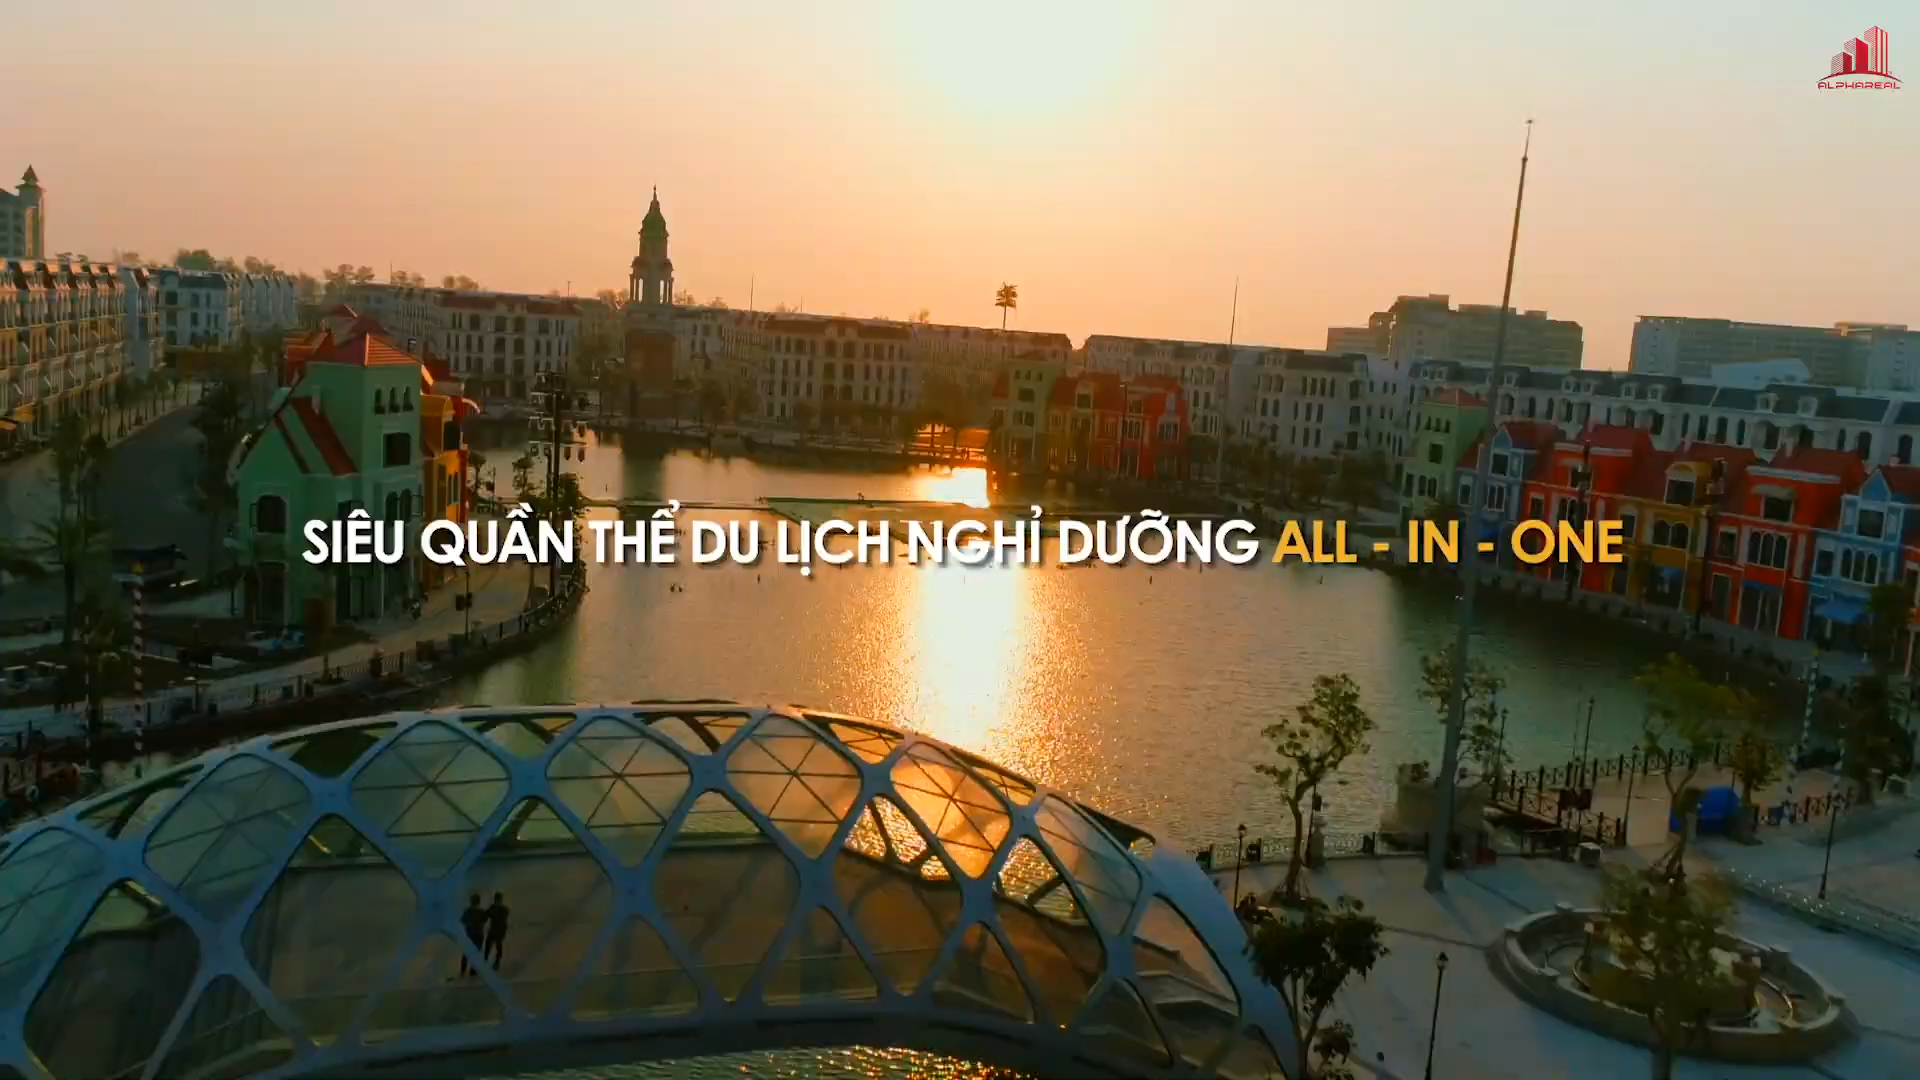 ALPHAREAL
SIÊU QUẦN THỂ DU LỊCH NGHỈ DƯỠNG ALL - IN - ONE